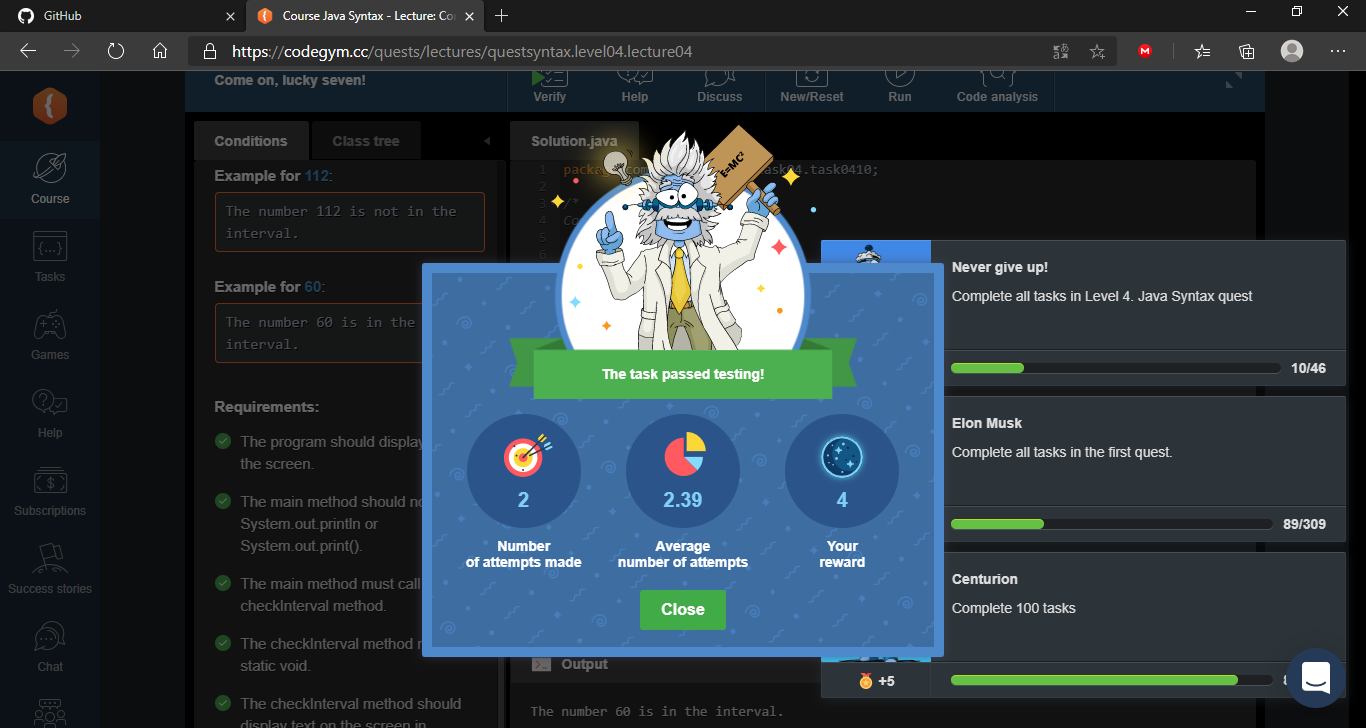 GitHub
Course Java Syntax - Lecture: Co
https://codegym.cc/quests/lectures/questsyntax.level04.lecture04
Come on, lucky seven!
Verify
Help
Discuss
New/Reset
Run
Code analysis
Course
Tasks
Games
Help
Subscriptions
Success stories
Chat
Conditions
Class tree
Example for 112:
The number 112 is not in the
interval.
Example for 60:
The number 60 is in the
interval.
Requirements:
The program should display
the screen.
The main method should
System.out.println or
System.out.print().
The main method must call
checkInterval method.
The checkInterval method
static void.
The checkInterval method should
display text on the screen in
Solution.java
1
2
3 /*
4
5
6
task04.task0410;
E=MC²
The task passed testing!
2
Number
of attempts made
2.39
Average
number of attempts
4
Your
reward
Close
Output
The number 60 is in the interval.
Never give up!
Complete all tasks in Level 4. Java Syntax quest
10/46
Elon Musk
Complete all tasks in the first quest.
89/309
Centurion
Complete 100 tasks
+5